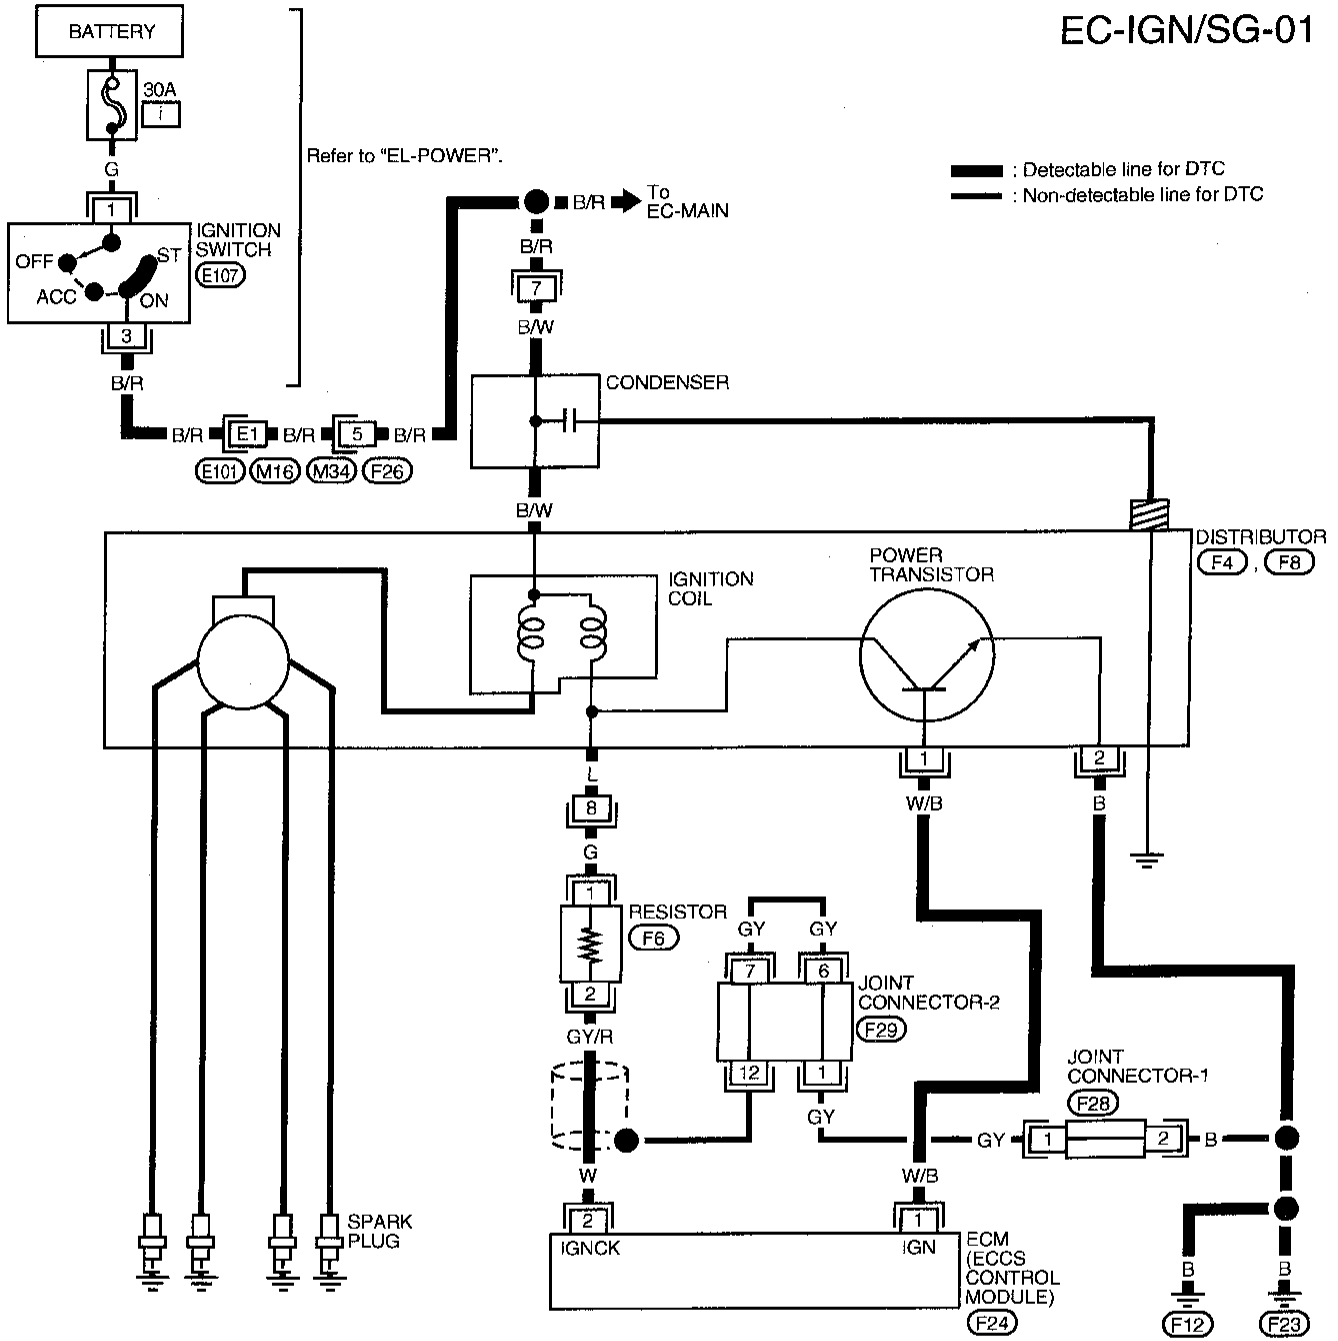 EC-IGN/SG-01
BATTERY
30A
i
G
1
Refer to "EL-POWER".
: Detectable line for DTC
: Non-detectable line for DTC
IGNITION
SWITCH
E107
OFF
ST
ACC
ON
3
B/R
B/R
To
EC-MAIN
B/R
7
B/W
B/R
E1
B/R
5
B/R
E101
M16
M34
F26
CONDENSER
B/W
DISTRIBUTOR
F4 , F8
POWER
TRANSISTOR
IGNITION
COIL
1
2
L
W/B
B
8
G
1
RESISTOR
F6
2
GY/R
GY
GY
7
6
JOINT
CONNECTOR-2
F29
12
1
GY
JOINT
CONNECTOR-1
F28
GY
1
2
B
W
W/B
2
1
IGNCK
IGN
ECM
(ECCS
CONTROL
MODULE)
F24
SPARK
PLUG
B
B
F12
F23